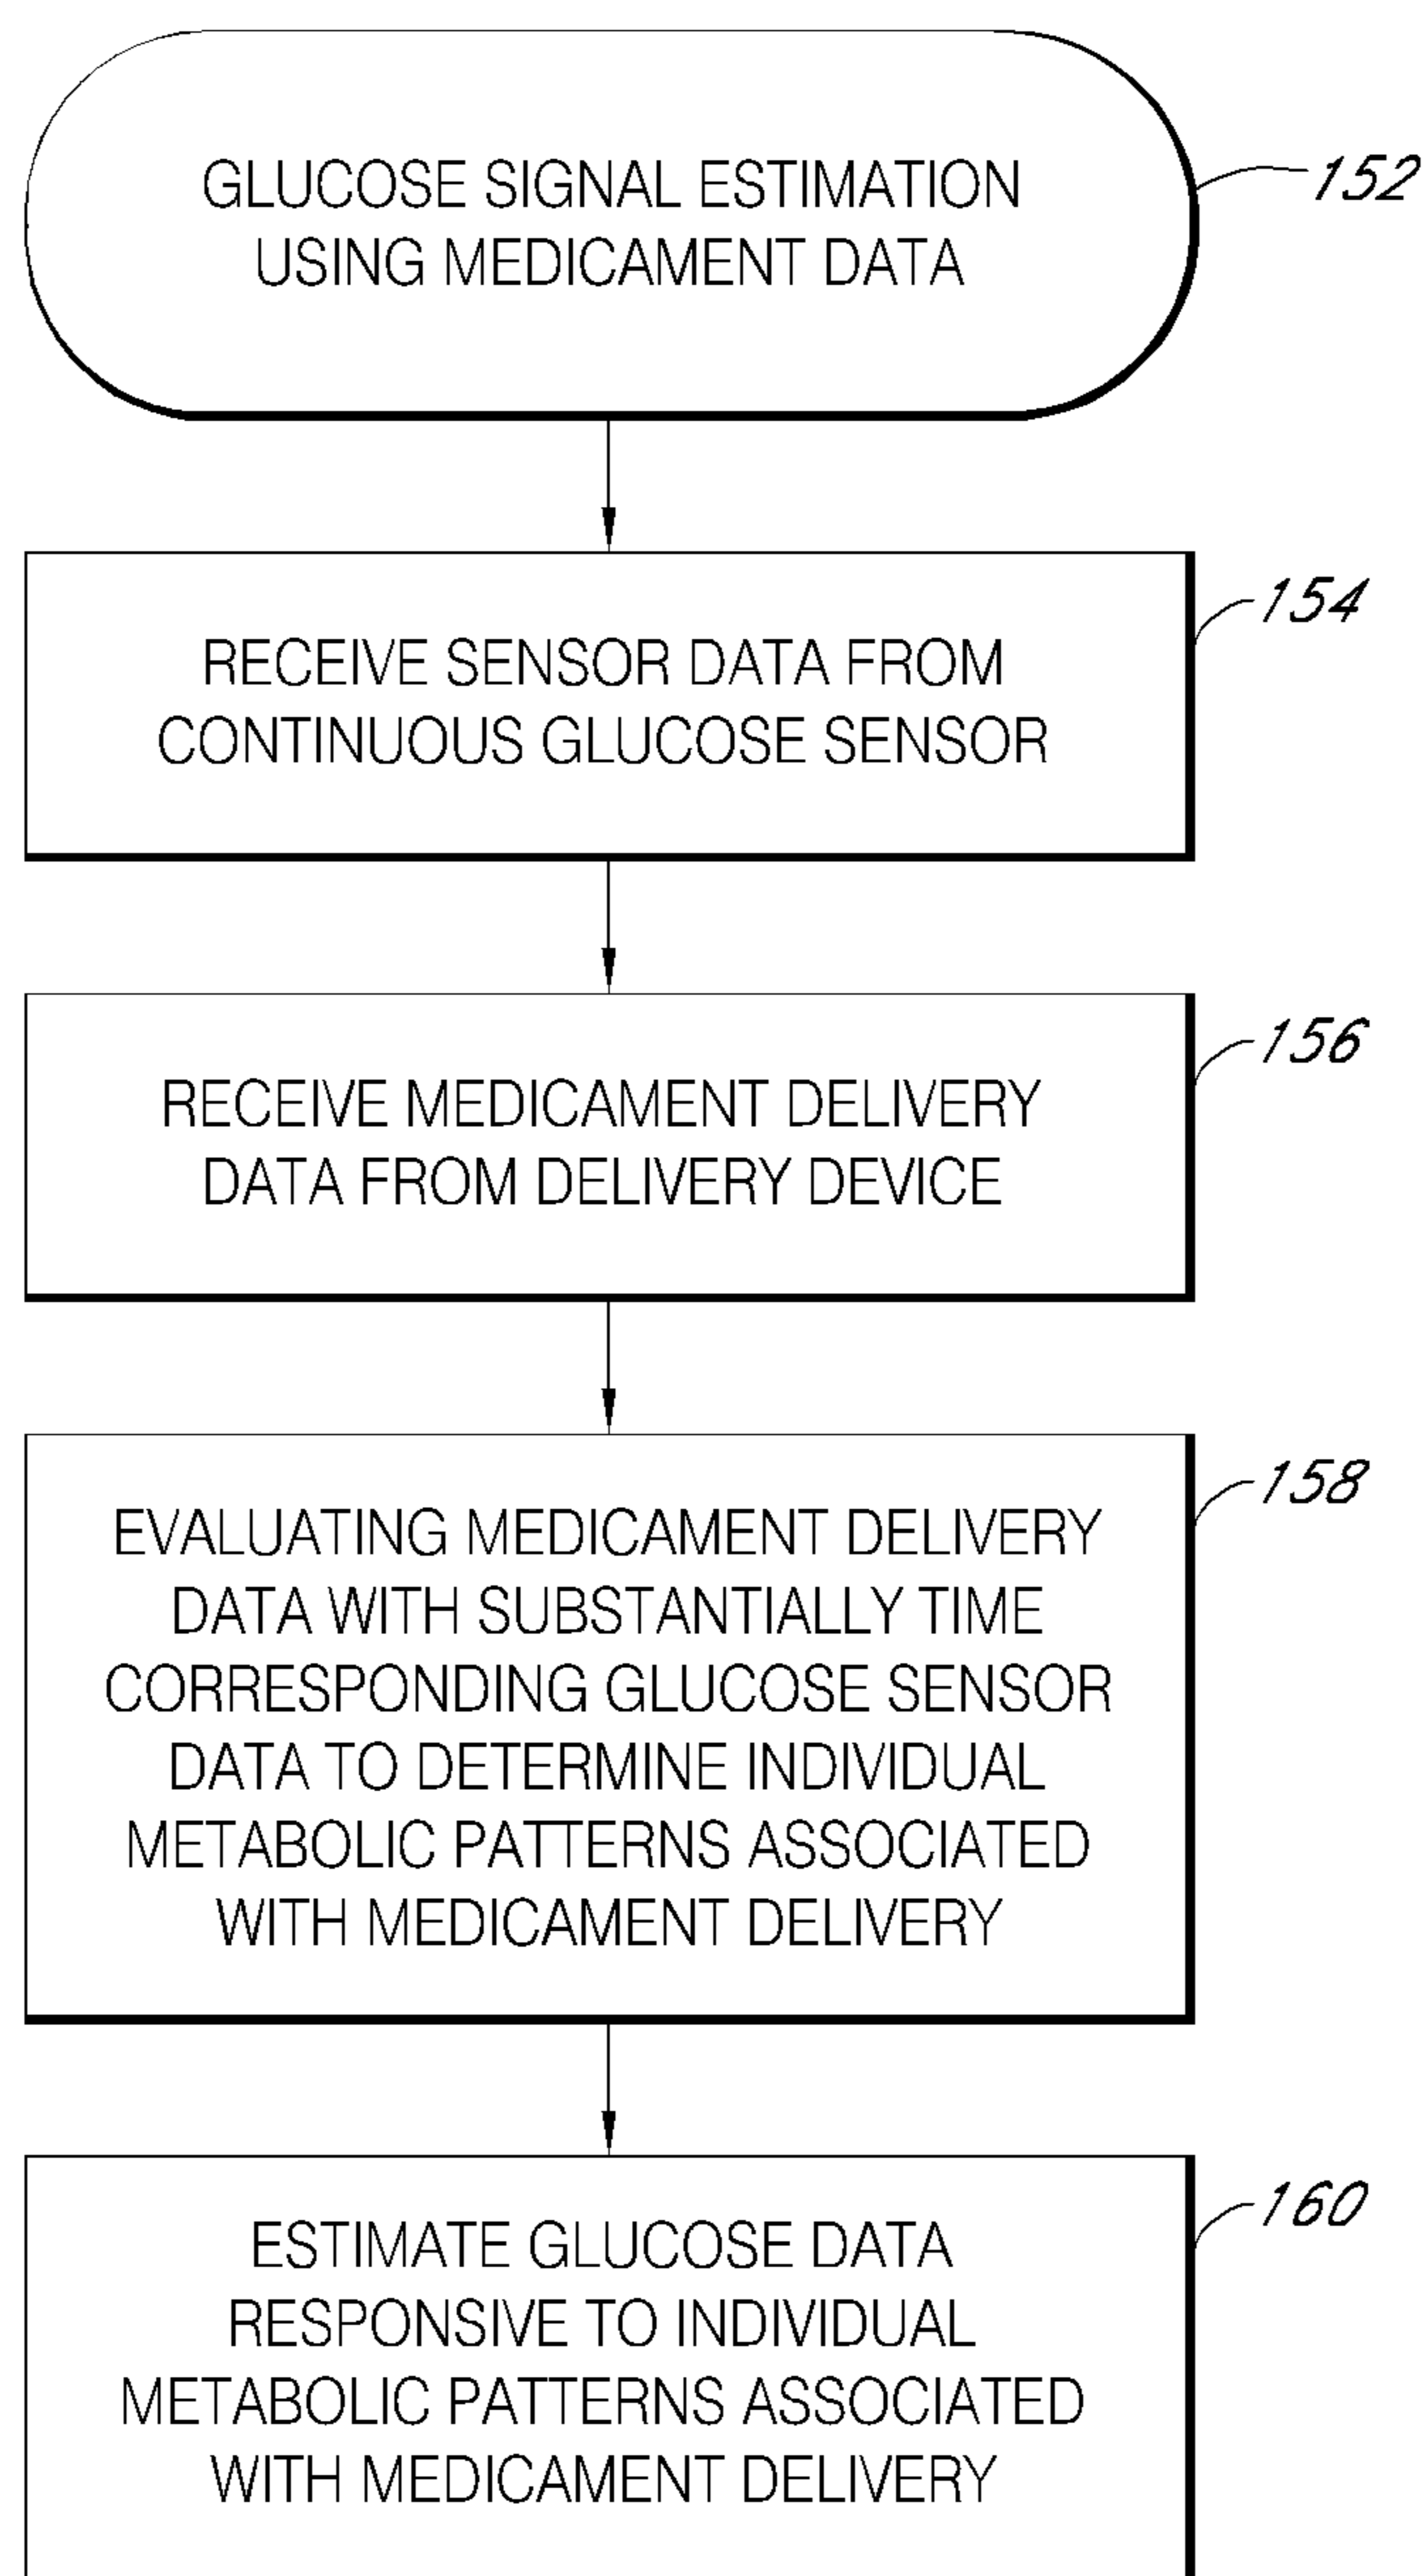 GLUCOSE SIGNAL ESTIMATION
USING MEDICAMENT DATA
152
RECEIVE SENSOR DATA FROM
CONTINUOUS GLUCOSE SENSOR
154
RECEIVE MEDICAMENT DELIVERY
DATA FROM DELIVERY DEVICE
156
EVALUATING MEDICAMENT DELIVERY
DATA WITH SUBSTANTIALLY TIME
CORRESPONDING GLUCOSE SENSOR
DATA TO DETERMINE INDIVIDUAL
METABOLIC PATTERNS ASSOCIATED
WITH MEDICAMENT DELIVERY
158
ESTIMATE GLUCOSE DATA
RESPONSIVE TO INDIVIDUAL
METABOLIC PATTERNS ASSOCIATED
WITH MEDICAMENT DELIVERY
160